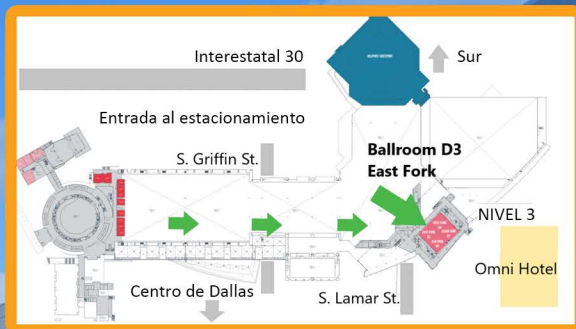 Interestatal 30
Sur
Entrada al estacionamiento
S. Griffin St.
Ballroom D3
East Fork
NIVEL 3
Omni Hotel
Centro de Dallas
S. Lamar St.